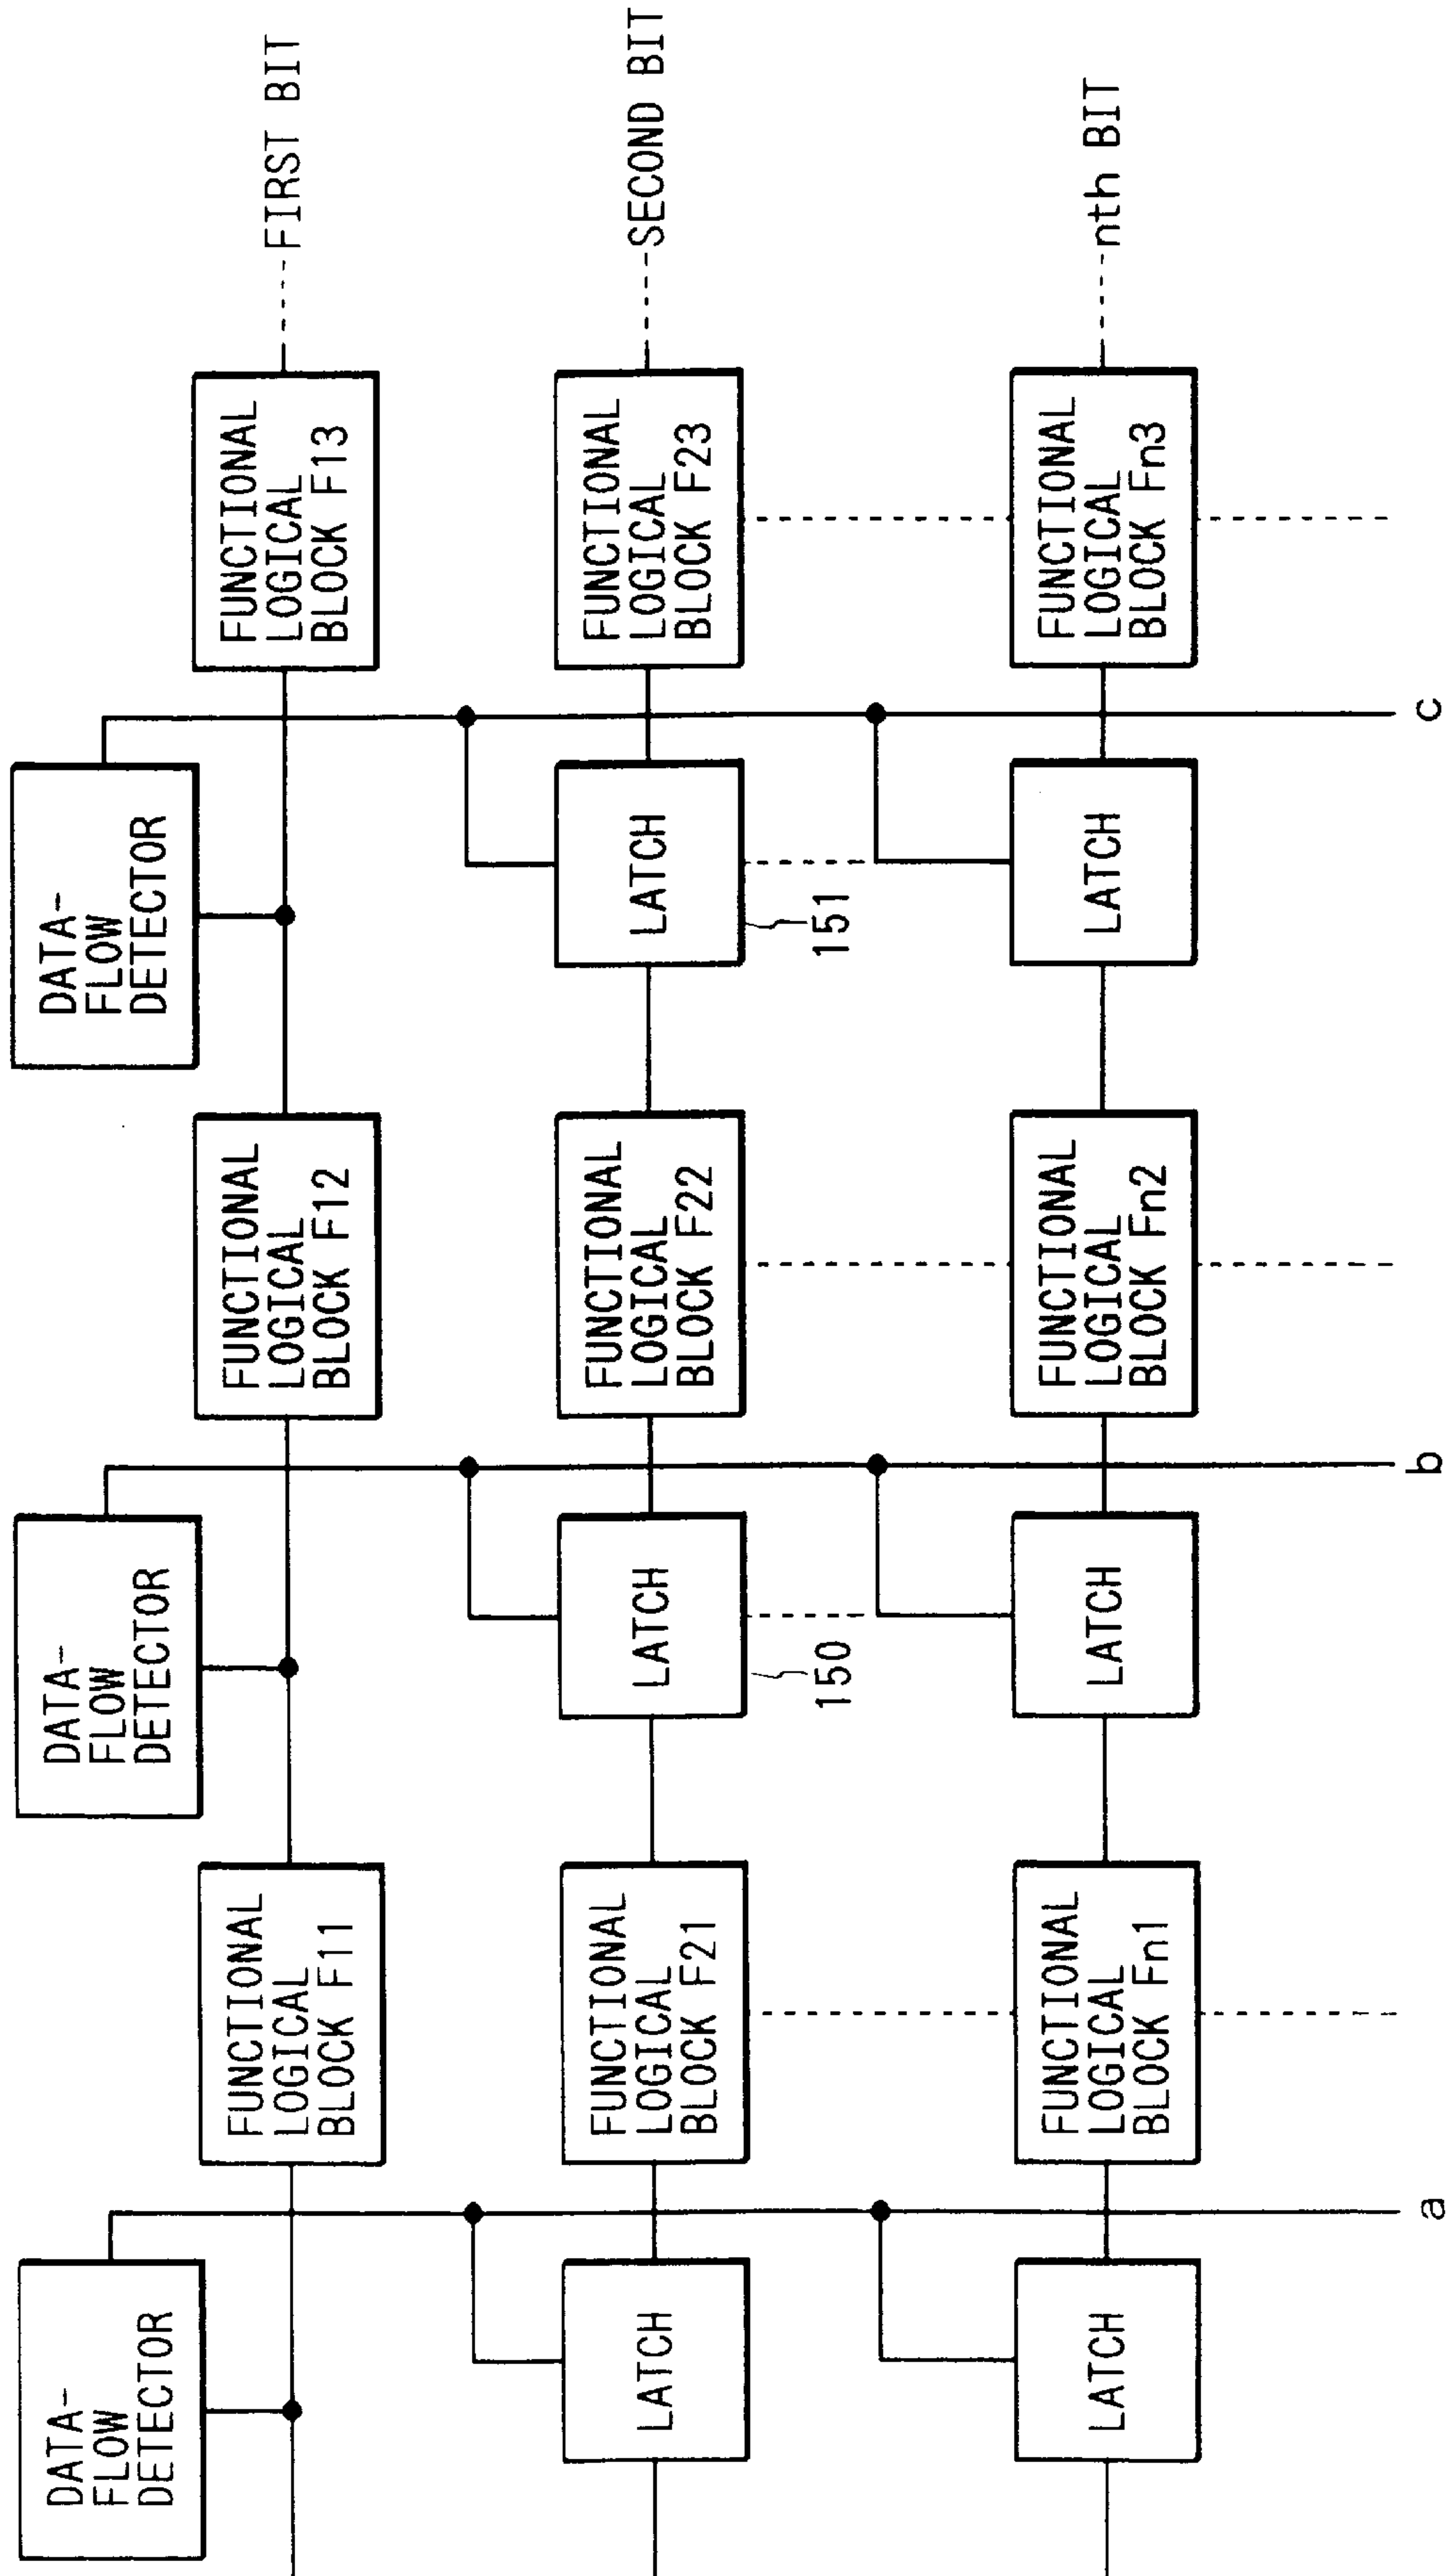 DATA-
FLOW
DETECTOR
DATA-
FLOW
DETECTOR
DATA-
FLOW
DETECTOR
FUNCTIONAL
LOGICAL
BLOCK F11
FUNCTIONAL
LOGICAL
BLOCK F12
FUNCTIONAL
LOGICAL
BLOCK F13
FIRST BIT
LATCH
FUNCTIONAL
LOGICAL
BLOCK F21
LATCH
150
FUNCTIONAL
LOGICAL
BLOCK F22
LATCH
151
FUNCTIONAL
LOGICAL
BLOCK F23
SECOND BIT
LATCH
FUNCTIONAL
LOGICAL
BLOCK Fn1
LATCH
FUNCTIONAL
LOGICAL
BLOCK Fn2
LATCH
FUNCTIONAL
LOGICAL
BLOCK Fn3
nth BIT
a
b
c